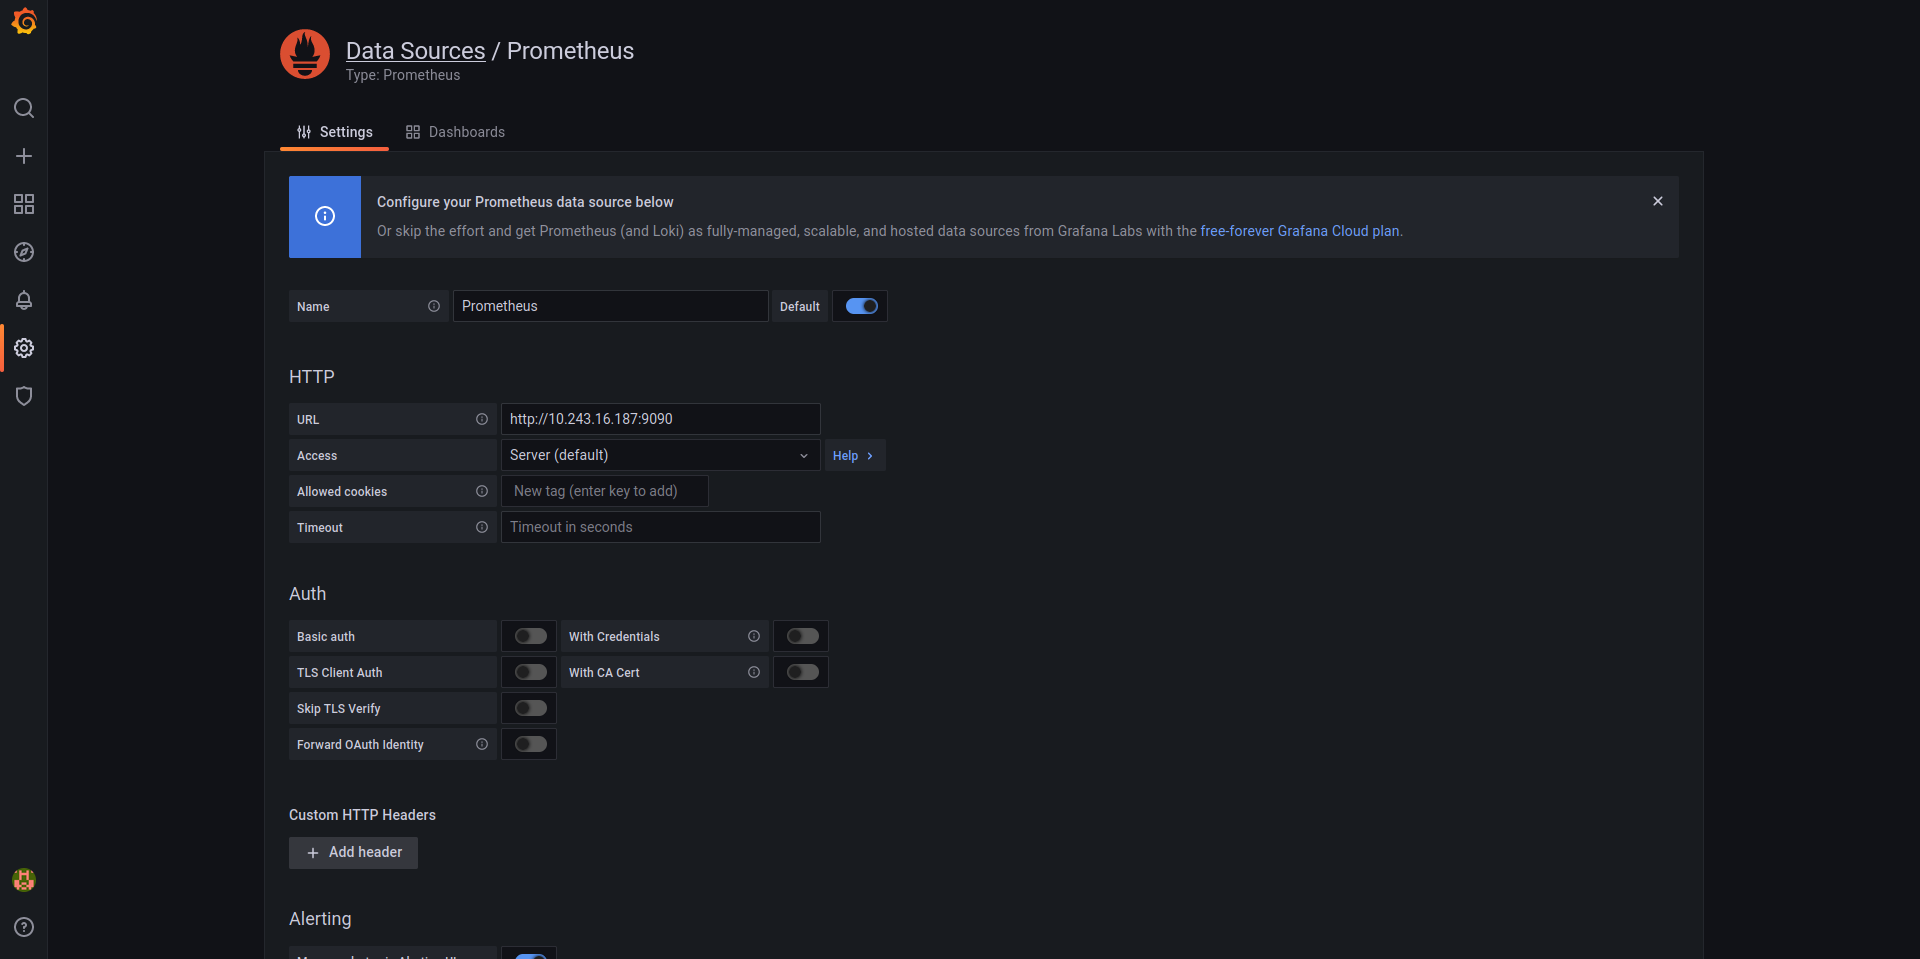 Data Sources / Prometheus
Type: Prometheus
Settings
Dashboards
Configure your Prometheus data source below
Or skip the effort and get Prometheus (and Loki) as fully-managed, scalable, and hosted data sources from Grafana Labs with the free-forever Grafana Cloud plan.
Name
Prometheus
Default
HTTP
URL
http://10.243.16.187:9090
Access
Server (default)
Help
Allowed cookies
New tag (enter key to add)
Timeout
Timeout in seconds
Auth
Basic auth
With Credentials
TLS Client Auth
With CA Cert
Skip TLS Verify
Forward OAuth Identity
Custom HTTP Headers
Add header
Alerting